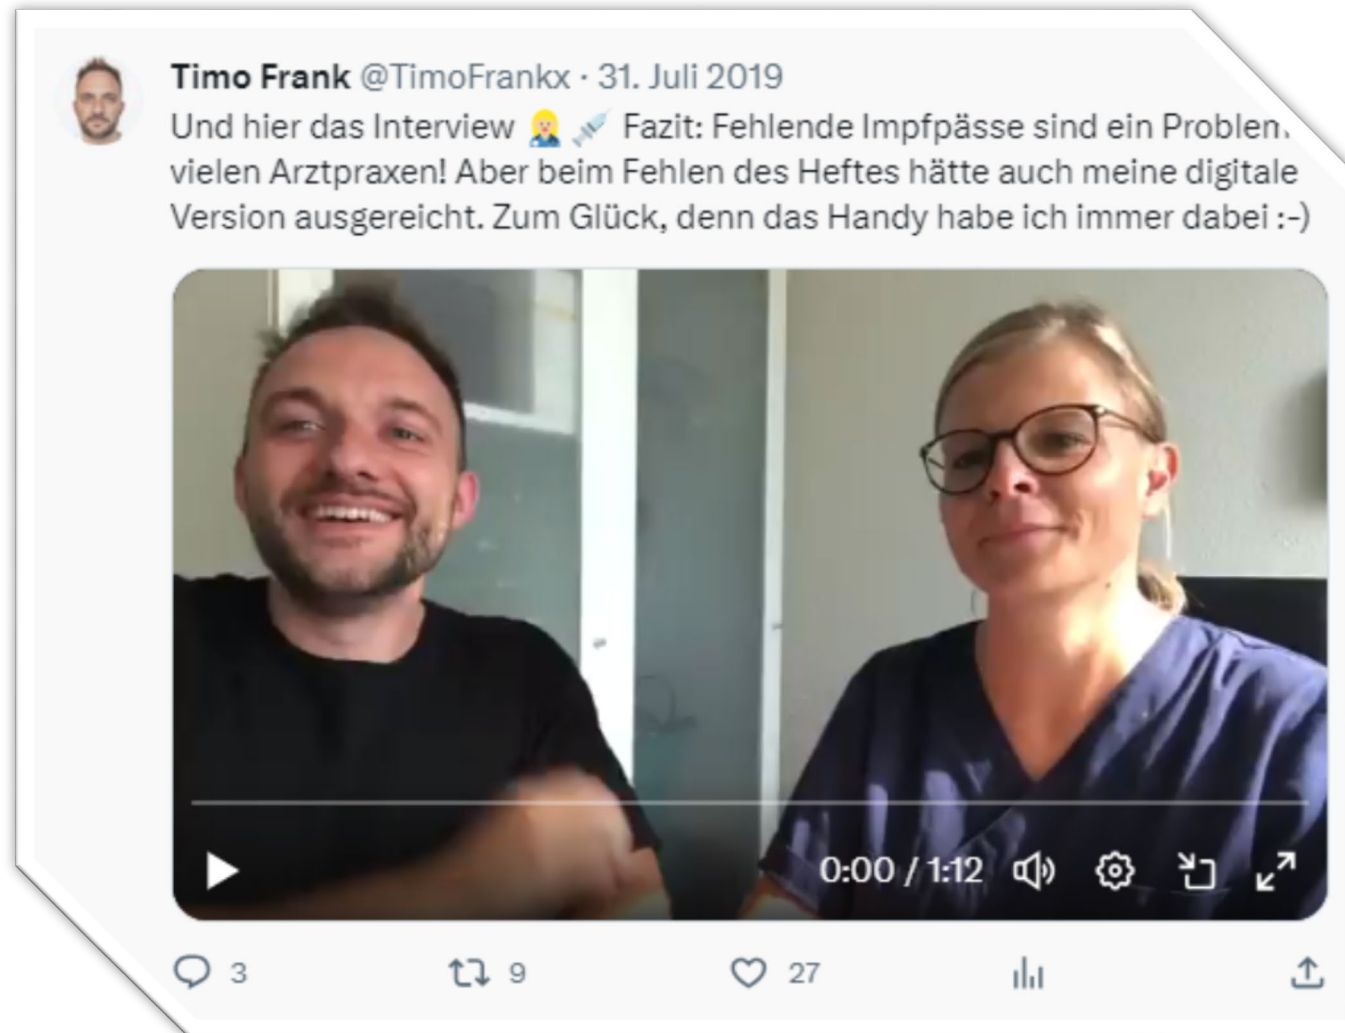 Timo Frank @TimoFrankx · 31. Juli 2019
Und hier das Interview 👱‍♀️💉 Fazit: Fehlende Impfpässe sind ein
vielen Arztpraxen! Aber beim Fehlen des Heftes hätte auch meine digitale
Version ausgereicht. Zum Glück, denn das Handy habe ich immer dabei :-)
0:00 / 1:12
3 9 27